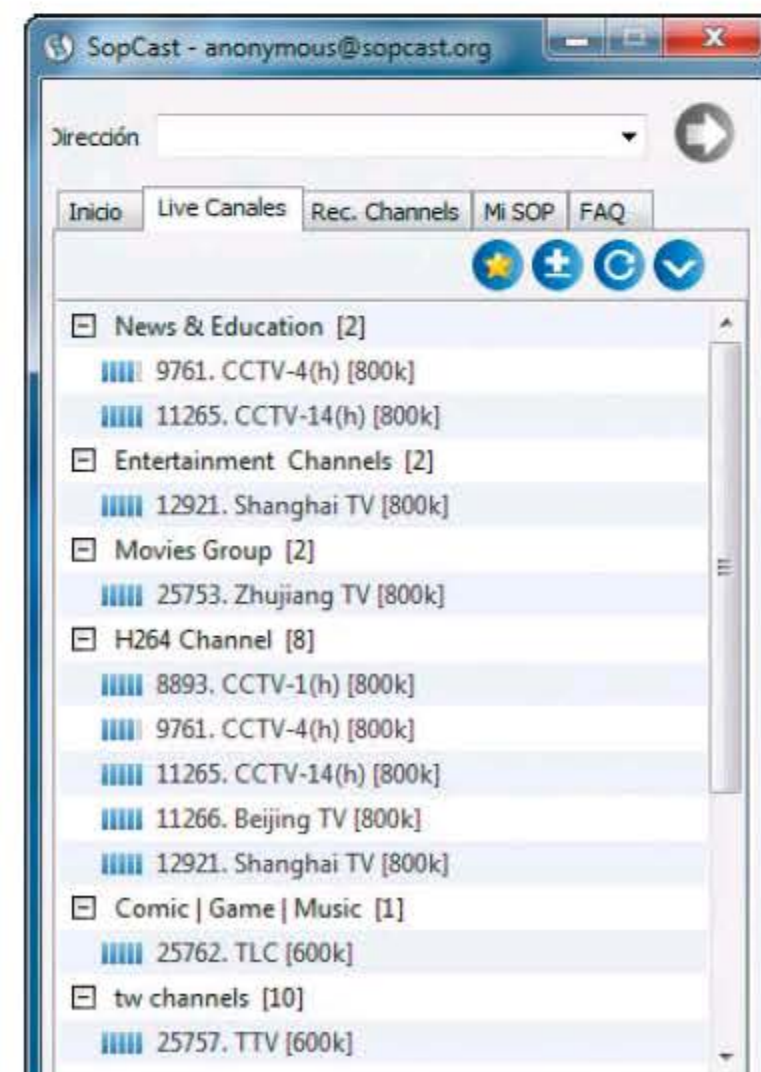 SopCast - anonymous@sopcast.org
Dirección
Inicio Live Canales Rec. Channels Mi SOP FAQ
News & Education [2]
9761. CCTV-4(h) [800k]
11265. CCTV-14(h) [800k]
Entertainment Channels [2]
12921. Shanghai TV [800k]
Movies Group [2]
25753. Zhujiang TV [800k]
H264 Channel [8]
8893. CCTV-1(h) [800k]
9761. CCTV-4(h) [800k]
11265. CCTV-14(h) [800k]
11266. Beijing TV [800k]
12921. Shanghai TV [800k]
Comic | Game | Music [1]
25762. TLC [600k]
tw channels [10]
25757. TTV [600k]